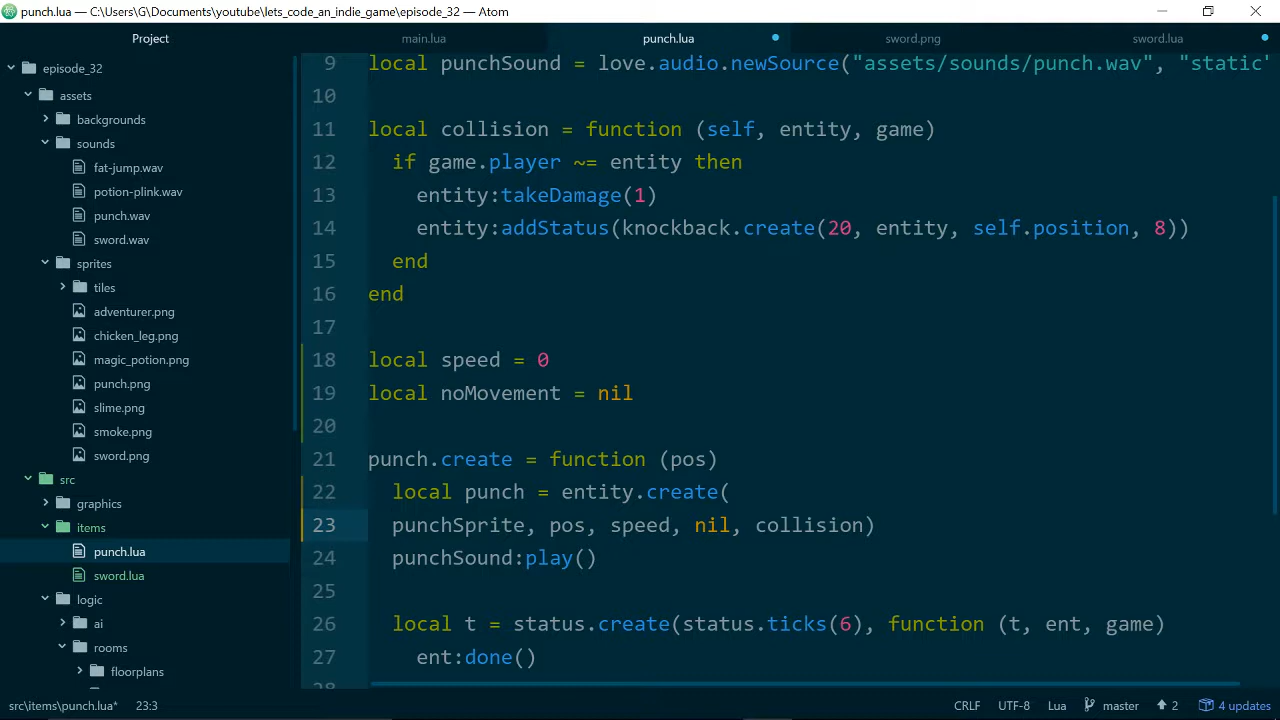 punch.lua — C:\Users\G\Documents\youtube\lets_code_an_indie_game\episode_32 — Atom
Project
main.lua
punch.lua
sword.png
sword.lua
episode_32
assets
backgrounds
sounds
fat-jump.wav
potion-plink.wav
punch.wav
sword.wav
sprites
tiles
adventurer.png
chicken_leg.png
magic_potion.png
punch.png
slime.png
smoke.png
sword.png
src
graphics
items
punch.lua
sword.lua
logic
ai
rooms
floorplans
9 local punchSound = love.audio.newSource("assets/sounds/punch.wav", "static"
10
11 local collision = function (self, entity, game)
12 if game.player ~= entity then
13 entity:takeDamage(1)
14 entity:addStatus(knockback.create(20, entity, self.position, 8))
15 end
16 end
17
18 local speed = 0
19 local noMovement = nil
20
21 punch.create = function (pos)
22 local punch = entity.create(
23 punchSprite, pos, speed, nil, collision)
24 punchSound:play()
25
26 local t = status.create(status.ticks(6), function (t, ent, game)
27 ent:done()
28
src\items\punch.lua* 23:3
CRLF UTF-8 Lua master 2 4 updates